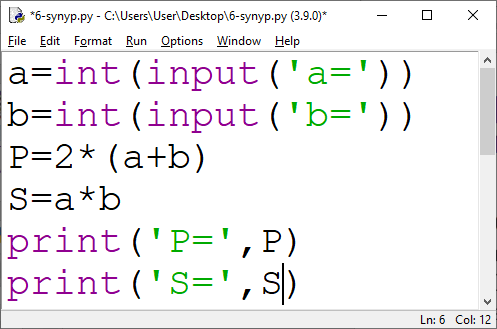 *6-synyp.py - C:\Users\User\Desktop\6-synyp.py (3.9.0)*
File Edit Format Run Options Window Help
a=int(input('a='))
b=int(input('b='))
P=2*(a+b)
S=a*b
print('P=',P)
print('S=',S)
Ln: 6 Col: 12